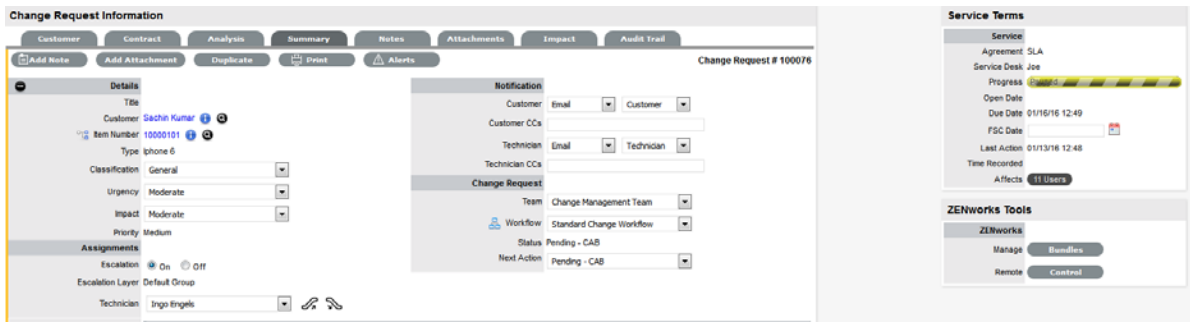 Change Request Information
Customer Contract Analysis Summary Notes Attachments Impact Audit Trail
Add Note Add Attachment Duplicate Print Alerts Change Request # 100076
Details
Title
Customer Sachin Kumar
Item Number 10000101
Type Iphone 6
Classification General
Urgency Moderate
Impact Moderate
Priority Medium
Assignments
Escalation On Off
Escalation Layer Default Group
Technician Ingo Engels
Notification
Customer Email Customer
Customer CCs
Technician Email Technician
Technician CCs
Change Request
Team Change Management Team
Workflow Standard Change Workflow
Status Pending - CAB
Next Action Pending - CAB
Service Terms
Service
Agreement SLA
Service Desk Joe
Progress Paused
Open Date
Due Date 01/16/16 12:49
FSC Date
Last Action 01/13/16 12:48
Time Recorded
Affects 11 Users
ZENworks Tools
ZENworks
Manage Bundles
Remote Control